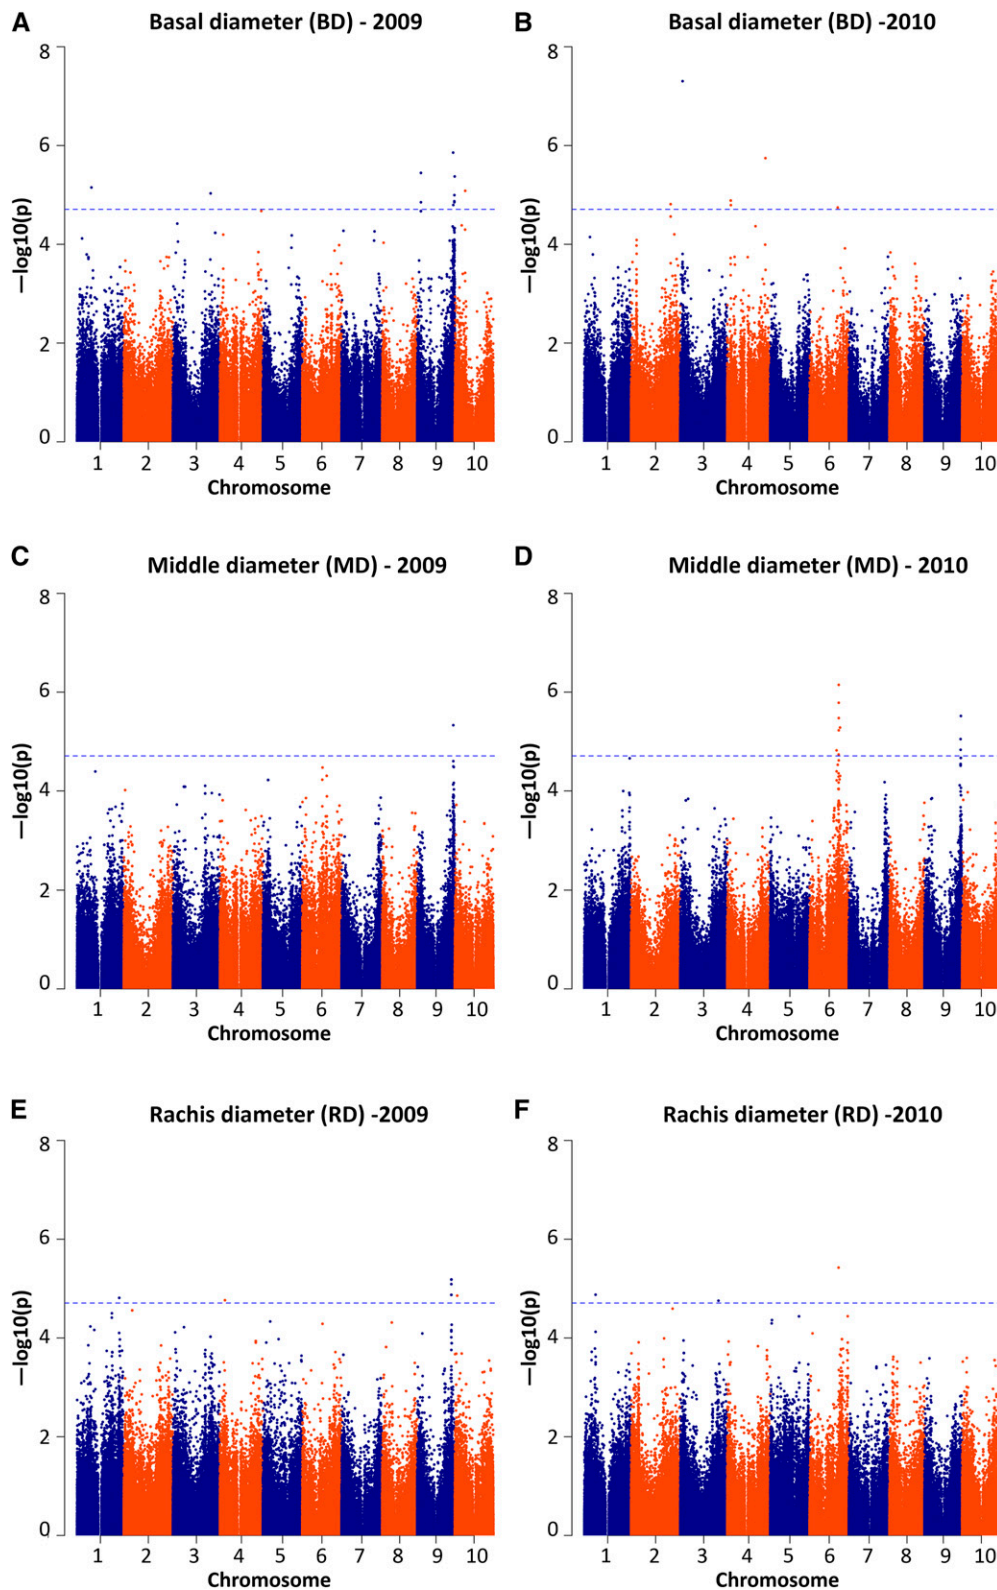 A
Basal diameter (BD) - 2009
8
6
4
2
0
—log10(p)
1 2 3 4 5 6 7 8 9 10
Chromosome
B
Basal diameter (BD) -2010
8
6
4
2
0
—log10(p)
1 2 3 4 5 6 7 8 9 10
Chromosome
C
Middle diameter (MD) - 2009
8
6
4
2
0
—log10(p)
1 2 3 4 5 6 7 8 9 10
Chromosome
D
Middle diameter (MD) - 2010
8
6
4
2
0
—log10(p)
1 2 3 4 5 6 7 8 9 10
Chromosome
E
Rachis diameter (RD) -2009
8
6
4
2
0
—log10(p)
1 2 3 4 5 6 7 8 9 10
Chromosome
F
Rachis diameter (RD) -2010
8
6
4
2
0
—log10(p)
1 2 3 4 5 6 7 8 9 10
Chromosome